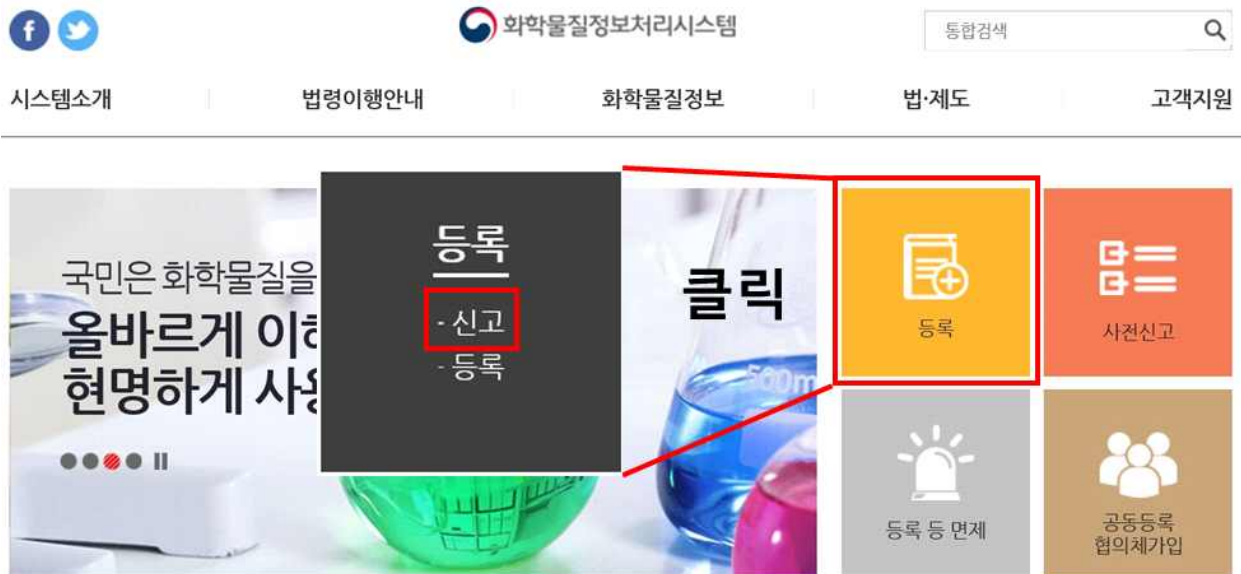 f
화학물질정보처리시스템
통합검색
시스템소개
법령이행안내
화학물질정보
법·제도
고객지원
국민은 화학물질을
올바르게 이해
현명하게 사용
등록
- 신고
- 등록
클릭
500m
등록
사전신고
등록 등 면제
공동등록
협의체가입